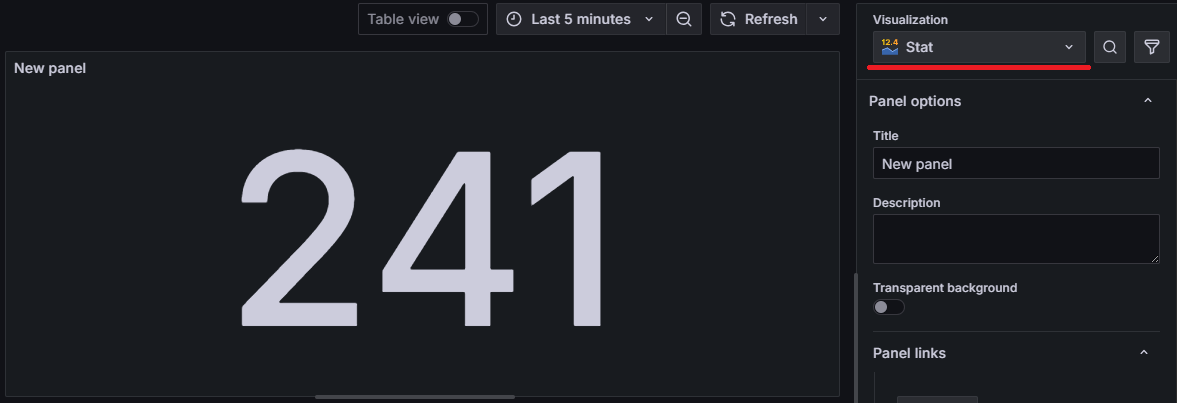 Table view
Last 5 minutes
Refresh
New panel
241
Visualization
12.4
Stat
Panel options
Title
New panel
Description
Transparent background
Panel links